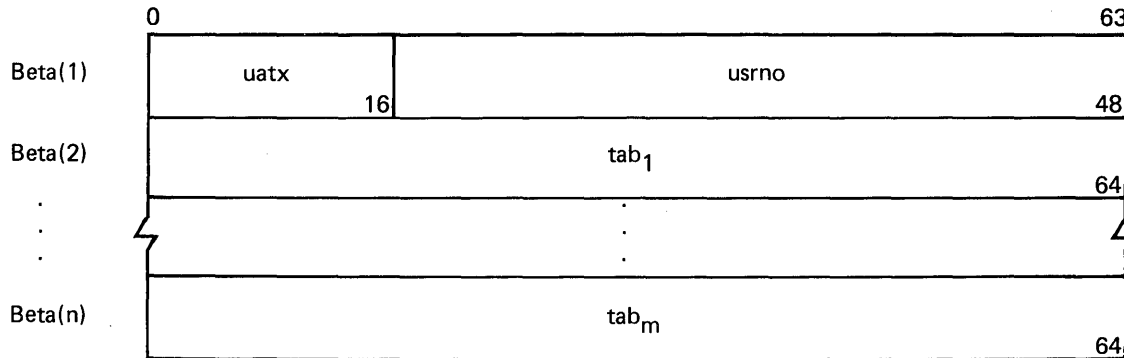 0 63
Beta(1) uatx 16 usrno 48
Beta(2) tab1 64
. .
. .
. .
Beta(n) tabm 64